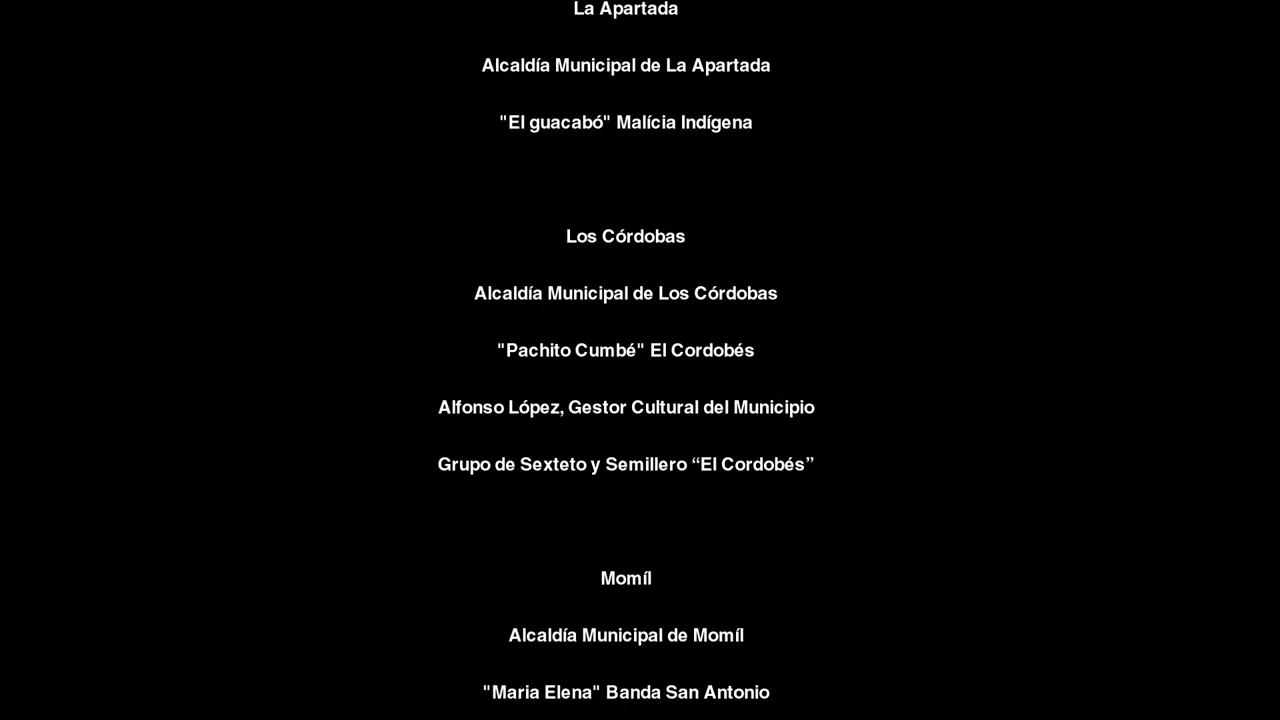 La Apartada
Alcaldía Municipal de La Apartada
"El guacabó" Malícia Indígena
Los Córdobas
Alcaldía Municipal de Los Córdobas
"Pachito Cumbé" El Cordobés
Alfonso López, Gestor Cultural del Municipio
Grupo de Sexteto y Semillero “El Cordobés”
Momíl
Alcaldía Municipal de Momíl
"Maria Elena" Banda San Antonio